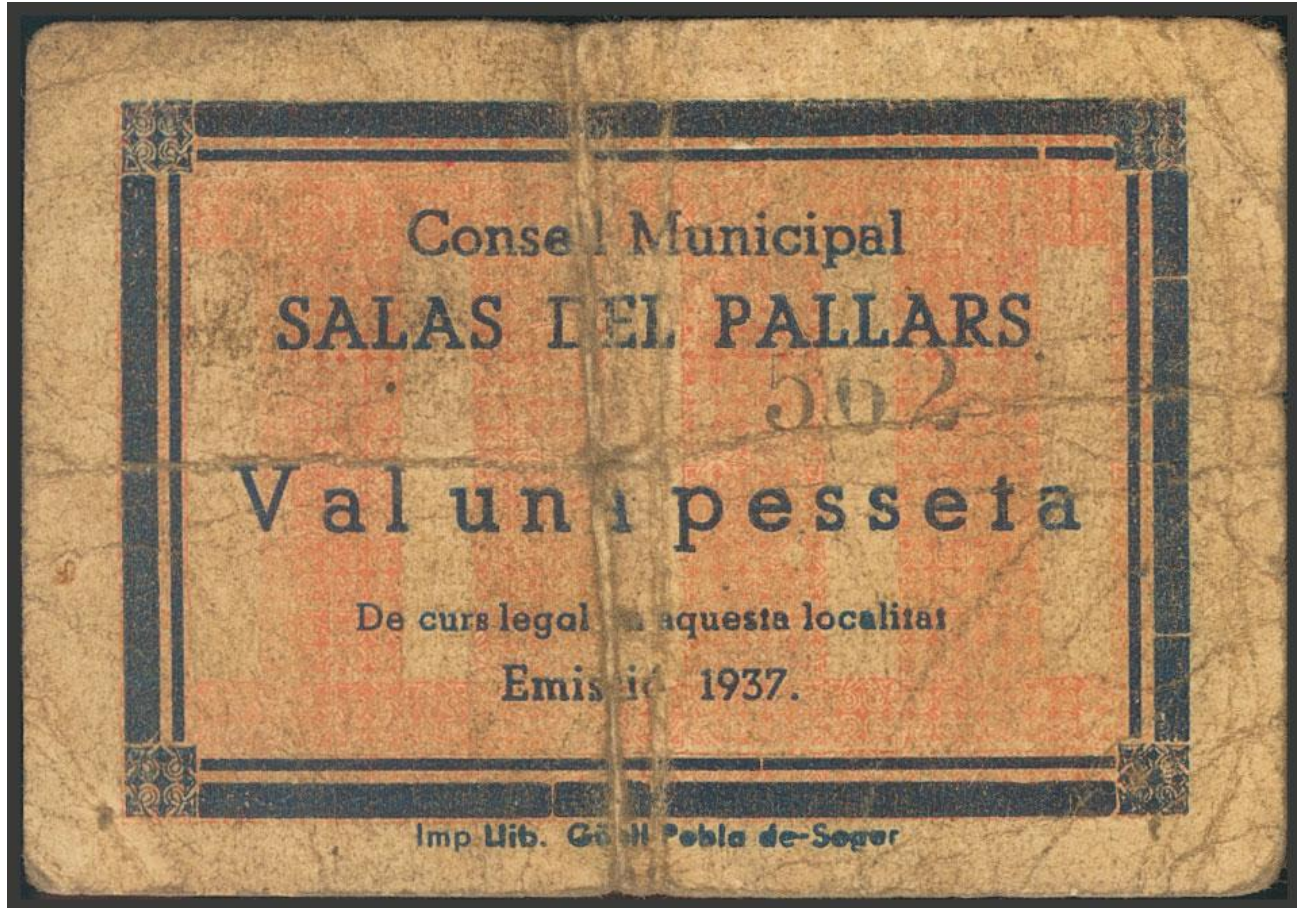 Consell Municipal
SALAS DEL PALLARS
562
Val una pesseta
De curs legal en aquesta localitat
Emissió 1937.
Imp Llib. Güell Pobla de-Segur